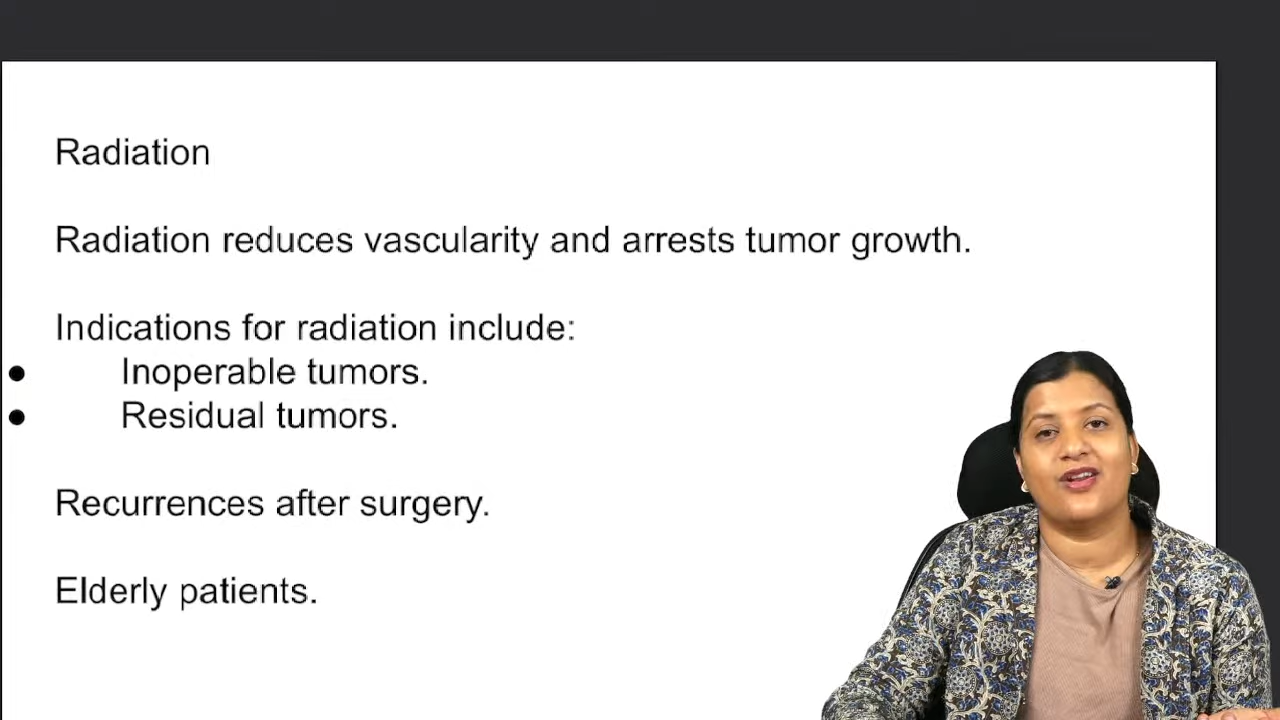 Radiation
Radiation reduces vascularity and arrests tumor growth.
Indications for radiation include:
● Inoperable tumors.
● Residual tumors.
Recurrences after surgery.
Elderly patients.